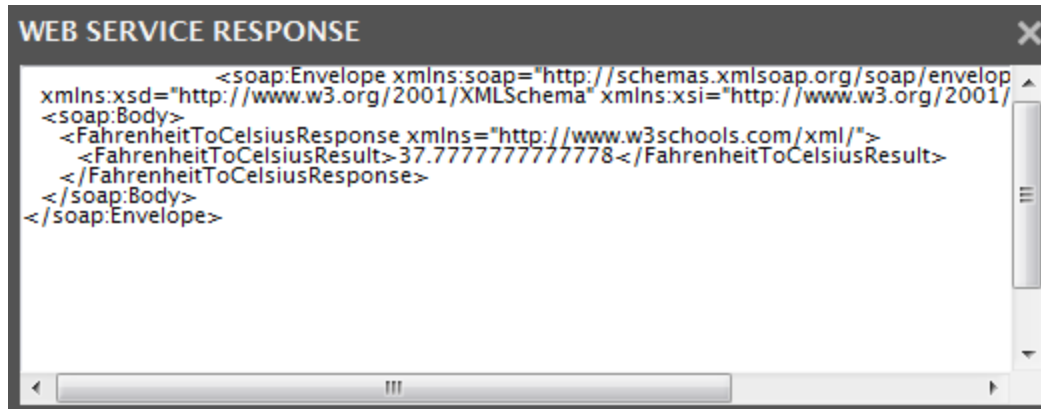 WEB SERVICE RESPONSE
<soap:Envelope xmlns:soap="http://schemas.xmlsoap.org/soap/envelop
xmlns:xsd="http://www.w3.org/2001/XMLSchema" xmlns:xsi="http://www.w3.org/2001/
<soap:Body>
<FahrenheitToCelsiusResponse xmlns="http://www.w3schools.com/xml/">
<FahrenheitToCelsiusResult>37.7777777777778</FahrenheitToCelsiusResult>
</FahrenheitToCelsiusResponse>
</soap:Body>
</soap:Envelope>